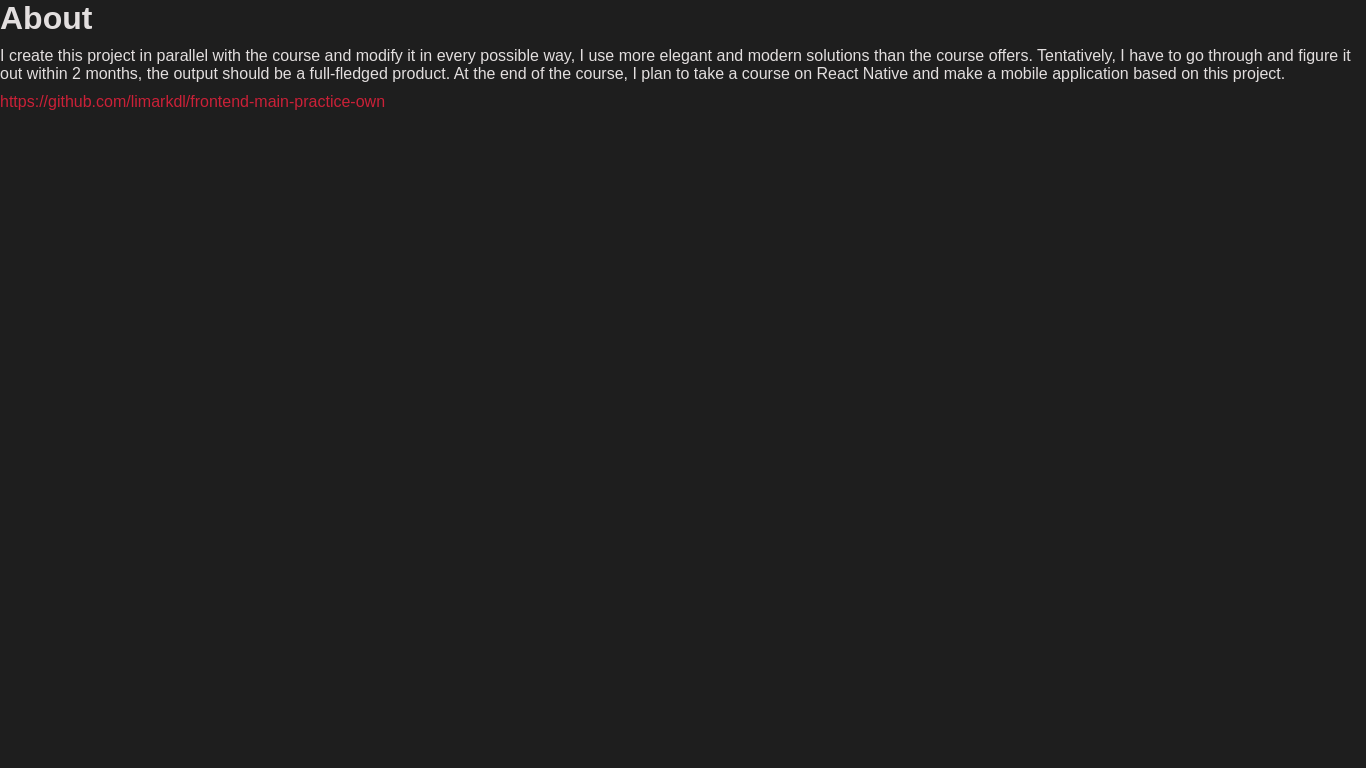 About
I create this project in parallel with the course and modify it in every possible way, I use more elegant and modern solutions than the course offers. Tentatively, I have to go through and figure it
out within 2 months, the output should be a full-fledged product. At the end of the course, I plan to take a course on React Native and make a mobile application based on this project.
https://github.com/limarkdl/frontend-main-practice-own